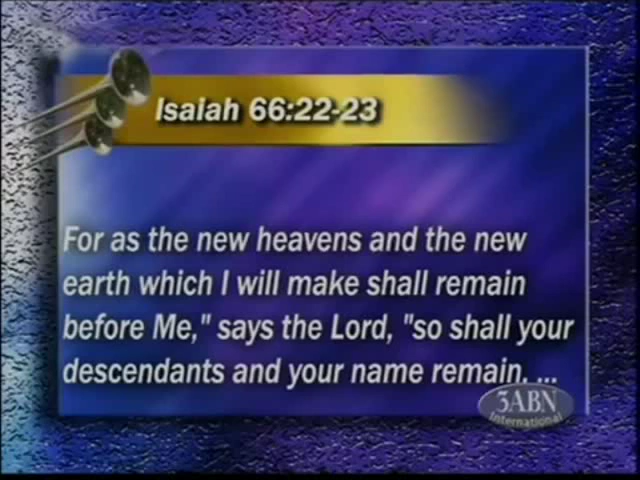 Isaiah 66:22-23
For as the new heavens and the new
earth which I will make shall remain
before Me," says the Lord, "so shall your
descendants and your name remain. ...
3ABN
International